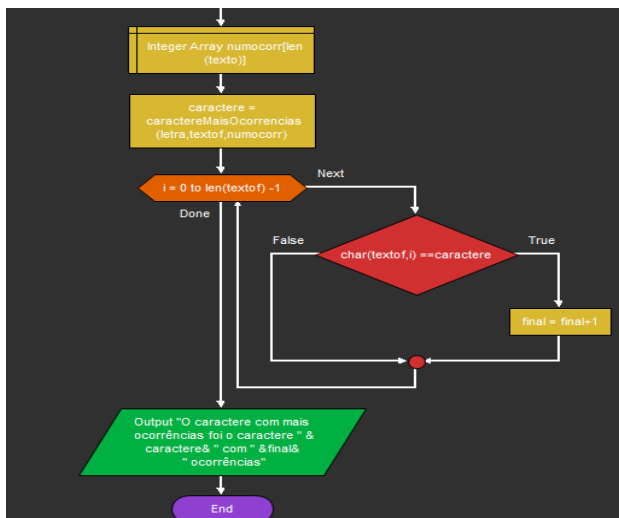 Integer Array numocorr[len
(texto)]
caractere =
caractereMaisOcorrencias
(letra,textof,numocorr)
i = 0 to len(textof) -1
Next
Done
False
True
char(textof,i) ==caractere
final = final+1
Output "O caractere com mais
ocorrências foi o caractere " &
caractere& " com " &final&
" ocorrências"
End